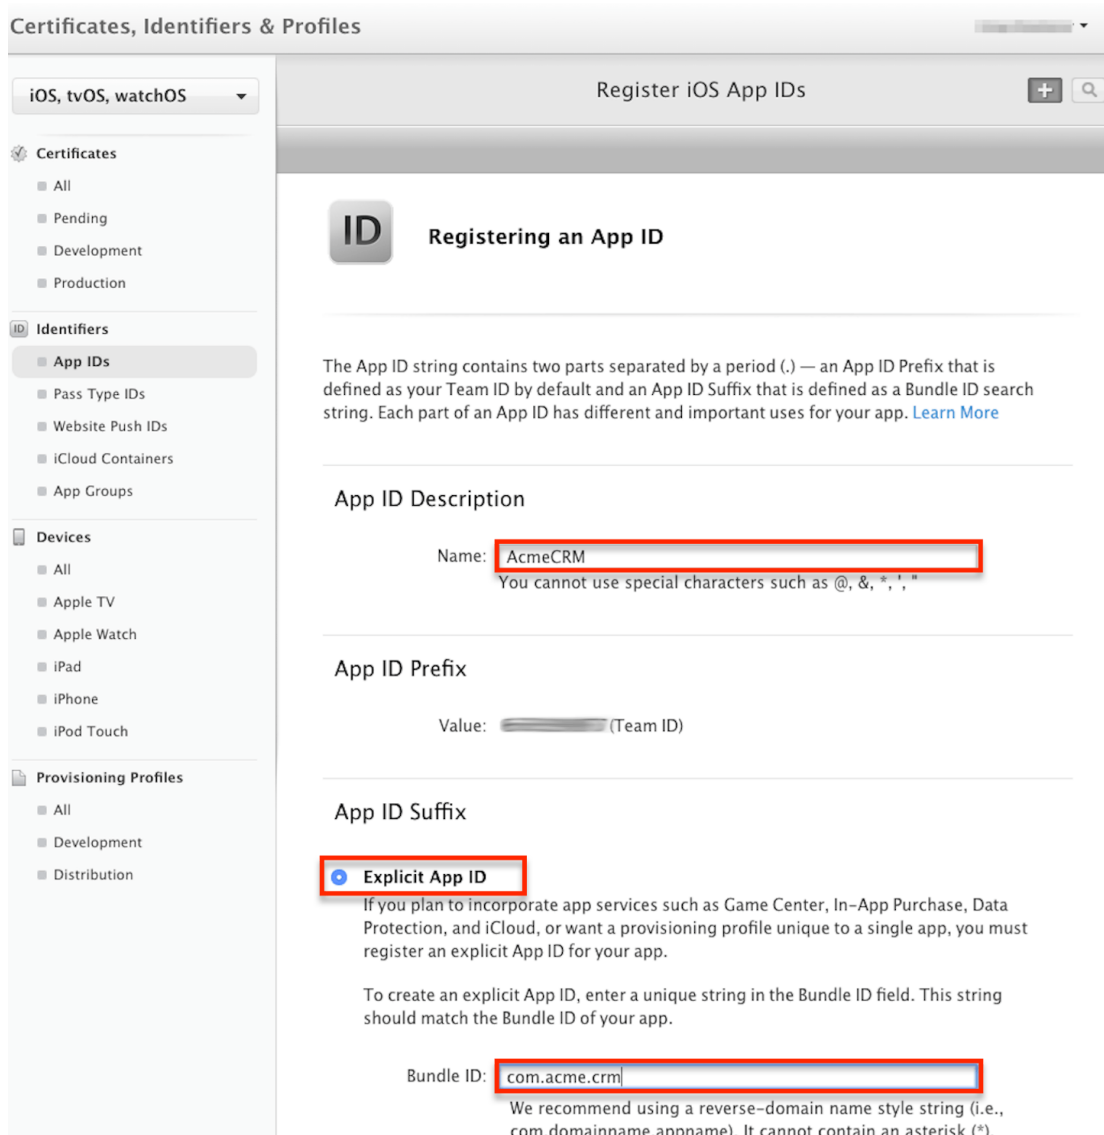 Certificates, Identifiers & Profiles
iOS, tvOS, watchOS
Register iOS App IDs
Certificates
All
Pending
Development
Production
ID Identifiers
App IDs
Pass Type IDs
Website Push IDs
iCloud Containers
App Groups
Devices
All
Apple TV
Apple Watch
iPad
iPhone
iPod Touch
Provisioning Profiles
All
Development
Distribution
ID Registering an App ID
The App ID string contains two parts separated by a period (.) — an App ID Prefix that is
defined as your Team ID by default and an App ID Suffix that is defined as a Bundle ID search
string. Each part of an App ID has different and important uses for your app. Learn More
App ID Description
Name: AcmeCRM
You cannot use special characters such as @, &, *, ', "
App ID Prefix
Value: (Team ID)
App ID Suffix
Explicit App ID
If you plan to incorporate app services such as Game Center, In-App Purchase, Data
Protection, and iCloud, or want a provisioning profile unique to a single app, you must
register an explicit App ID for your app.
To create an explicit App ID, enter a unique string in the Bundle ID field. This string
should match the Bundle ID of your app.
Bundle ID: com.acme.crm
We recommend using a reverse-domain name style string (i.e.,
com.domainname.appname). It cannot contain an asterisk (*)